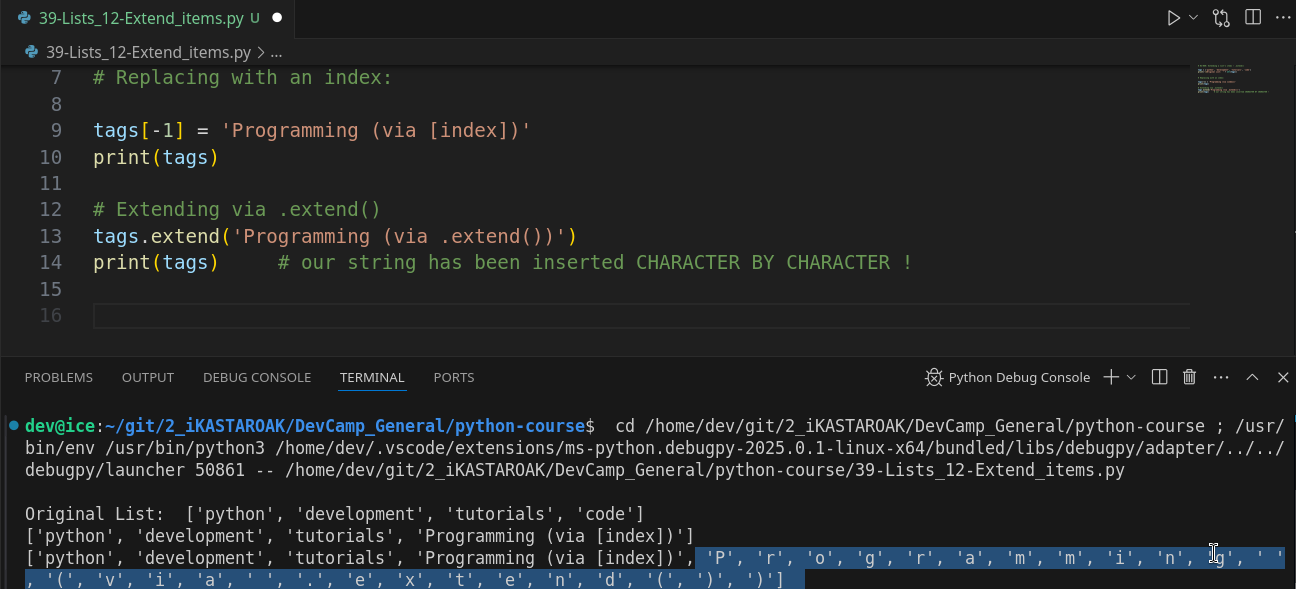 39-Lists_12-Extend_items.py U
39-Lists_12-Extend_items.py > ...
7 # Replacing with an index:
8
9 tags[-1] = 'Programming (via [index])'
10 print(tags)
11
12 # Extending via .extend()
13 tags.extend('Programming (via .extend())')
14 print(tags)     # our string has been inserted CHARACTER BY CHARACTER !
15
16
PROBLEMS OUTPUT DEBUG CONSOLE TERMINAL PORTS Python Debug Console
dev@ice:~/git/2_iKASTAROAK/DevCamp_General/python-course$  cd /home/dev/git/2_iKASTAROAK/DevCamp_General/python-course ; /usr/
bin/env /usr/bin/python3 /home/dev/.vscode/extensions/ms-python.debugpy-2025.0.1-linux-x64/bundled/libs/debugpy/adapter/../../
debugpy/launcher 50861 -- /home/dev/git/2_iKASTAROAK/DevCamp_General/python-course/39-Lists_12-Extend_items.py
Original List:  ['python', 'development', 'tutorials', 'code']
['python', 'development', 'tutorials', 'Programming (via [index])']
['python', 'development', 'tutorials', 'Programming (via [index])', 'P', 'r', 'o', 'g', 'r', 'a', 'm', 'm', 'i', 'n', 'g', ' '
, '(', 'v', 'i', 'a', ' ', '.', 'e', 'x', 't', 'e', 'n', 'd', '(', ')', ')']